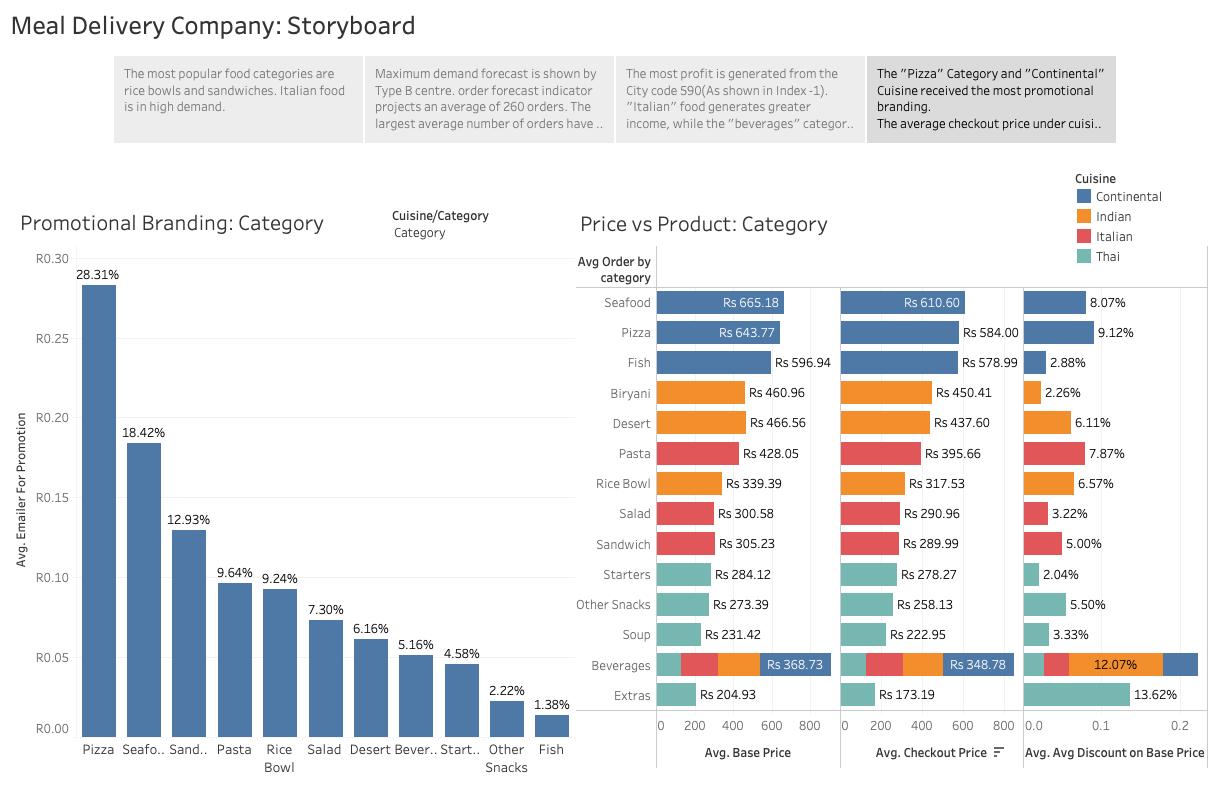 Meal Delivery Company: Storyboard
The most popular food categories are
rice bowls and sandwiches. Italian food
is in high demand.
Maximum demand forecast is shown by
Type B centre. order forecast indicator
projects an average of 260 orders. The
largest average number of orders have ..
The most profit is generated from the
City code 590(As shown in Index -1).
"Italian" food generates greater
income, while the "beverages" categor..
The "Pizza" Category and "Continental"
Cuisine received the most promotional
branding.
The average checkout price under cuisi..
Promotional Branding: Category
Cuisine/Category
Category
R0.30
R0.25
R0.20
R0.15
R0.10
R0.05
R0.00
Avg. Emailer For Promotion
28.31%
18.42%
12.93%
9.64%
9.24%
7.30%
6.16%
5.16%
4.58%
2.22%
1.38%
Pizza Seafo.. Sand.. Pasta Rice Salad Desert Bever.. Start.. Other Fish
Bowl Snacks
Price vs Product: Category
Cuisine
Continental
Indian
Italian
Thai
Avg Order by
category
Seafood Rs 665.18 Rs 610.60 8.07%
Pizza Rs 643.77 Rs 584.00 9.12%
Fish Rs 596.94 Rs 578.99 2.88%
Biryani Rs 460.96 Rs 450.41 2.26%
Desert Rs 466.56 Rs 437.60 6.11%
Pasta Rs 428.05 Rs 395.66 7.87%
Rice Bowl Rs 339.39 Rs 317.53 6.57%
Salad Rs 300.58 Rs 290.96 3.22%
Sandwich Rs 305.23 Rs 289.99 5.00%
Starters Rs 284.12 Rs 278.27 2.04%
Other Snacks Rs 273.39 Rs 258.13 5.50%
Soup Rs 231.42 Rs 222.95 3.33%
Beverages Rs 368.73 Rs 348.78 12.07%
Extras Rs 204.93 Rs 173.19 13.62%
0 200 400 600 800 0 200 400 600 800 0.0 0.1 0.2
Avg. Base Price Avg. Checkout Price Avg. Avg Discount on Base Price